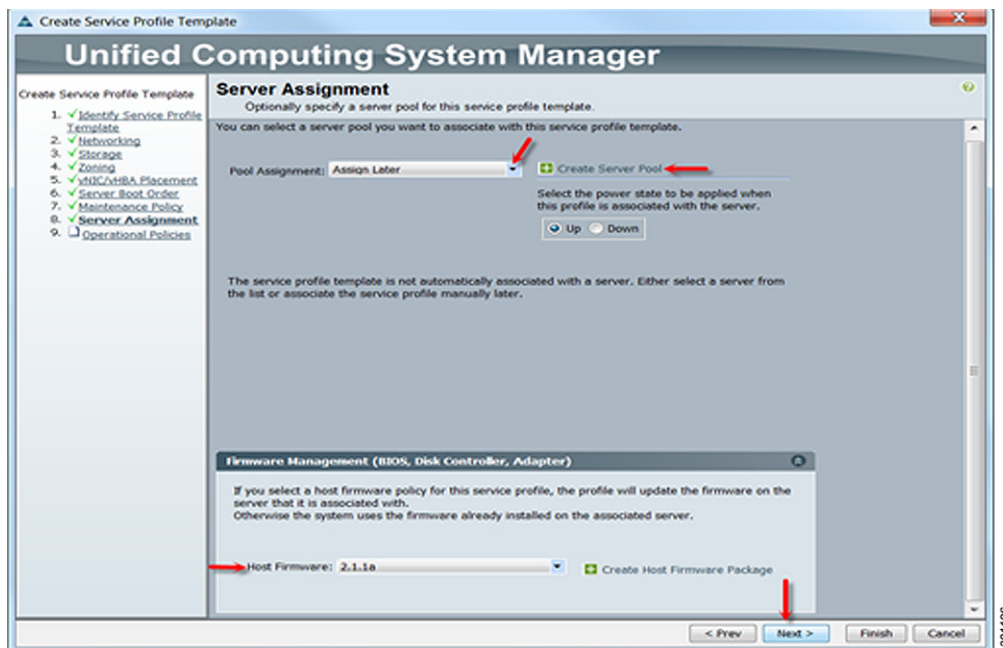 Create Service Profile Template
Unified Computing System Manager
Create Service Profile Template
1. Identify Service Profile
Template
2. Networking
3. Storage
4. Zoning
5. vNIC/vHBA Placement
6. Server Boot Order
7. Maintenance Policy
8. Server Assignment
9. Operational Policies
Server Assignment
Optionally specify a server pool for this service profile template.
You can select a server pool you want to associate with this service profile template.
Pool Assignment: Assign Later
Create Server Pool
Select the power state to be applied when
this profile is associated with the server.
Up Down
The service profile template is not automatically associated with a server. Either select a server from
the list or associate the service profile manually later.
Firmware Management (BIOS, Disk Controller, Adapter)
If you select a host firmware policy for this service profile, the profile will update the firmware on the
server that it is associated with.
Otherwise the system uses the firmware already installed on the associated server.
Host Firmware: 2.1.1a
Create Host Firmware Package
< Prev Next > Finish Cancel